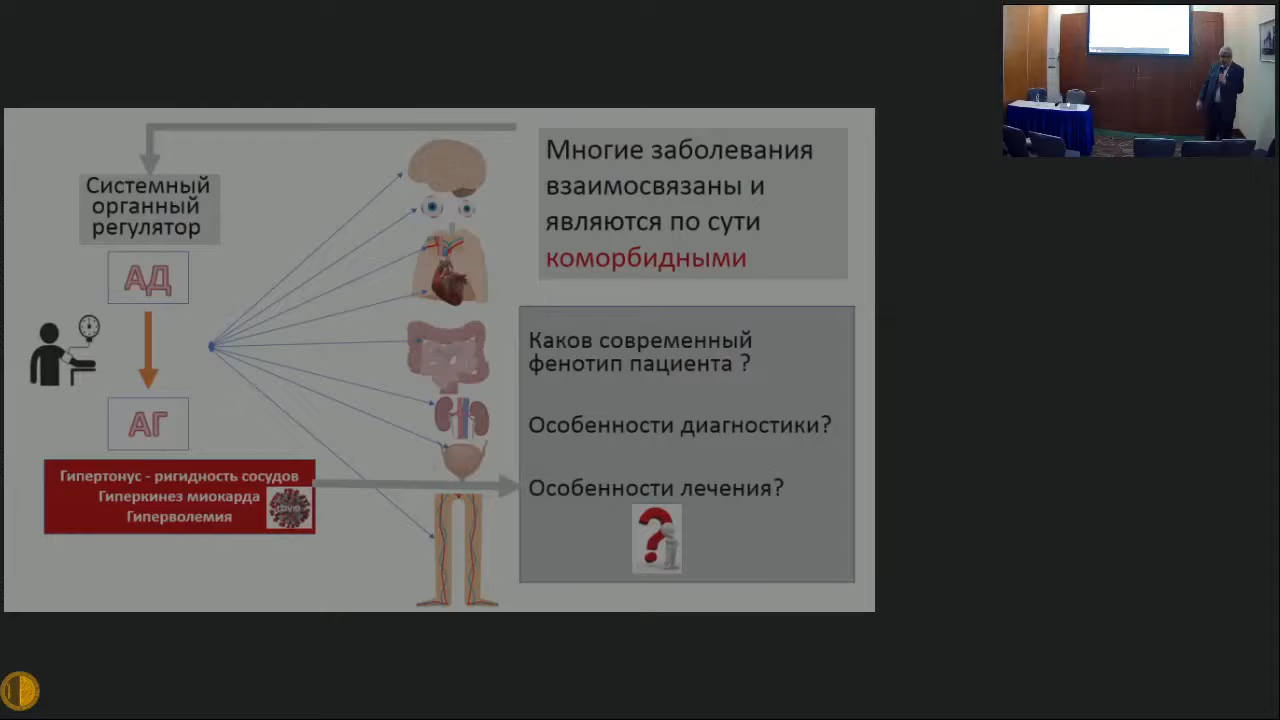 Системный
органный
регулятор
АД
АГ
Гипертонус - ригидность сосудов
Гиперкинез миокарда
Гиперволемия
COVID
Многие заболевания
взаимосвязаны и
являются по сути
коморбидными
Каков современный
фенотип пациента ?
Особенности диагностики?
Особенности лечения?
?